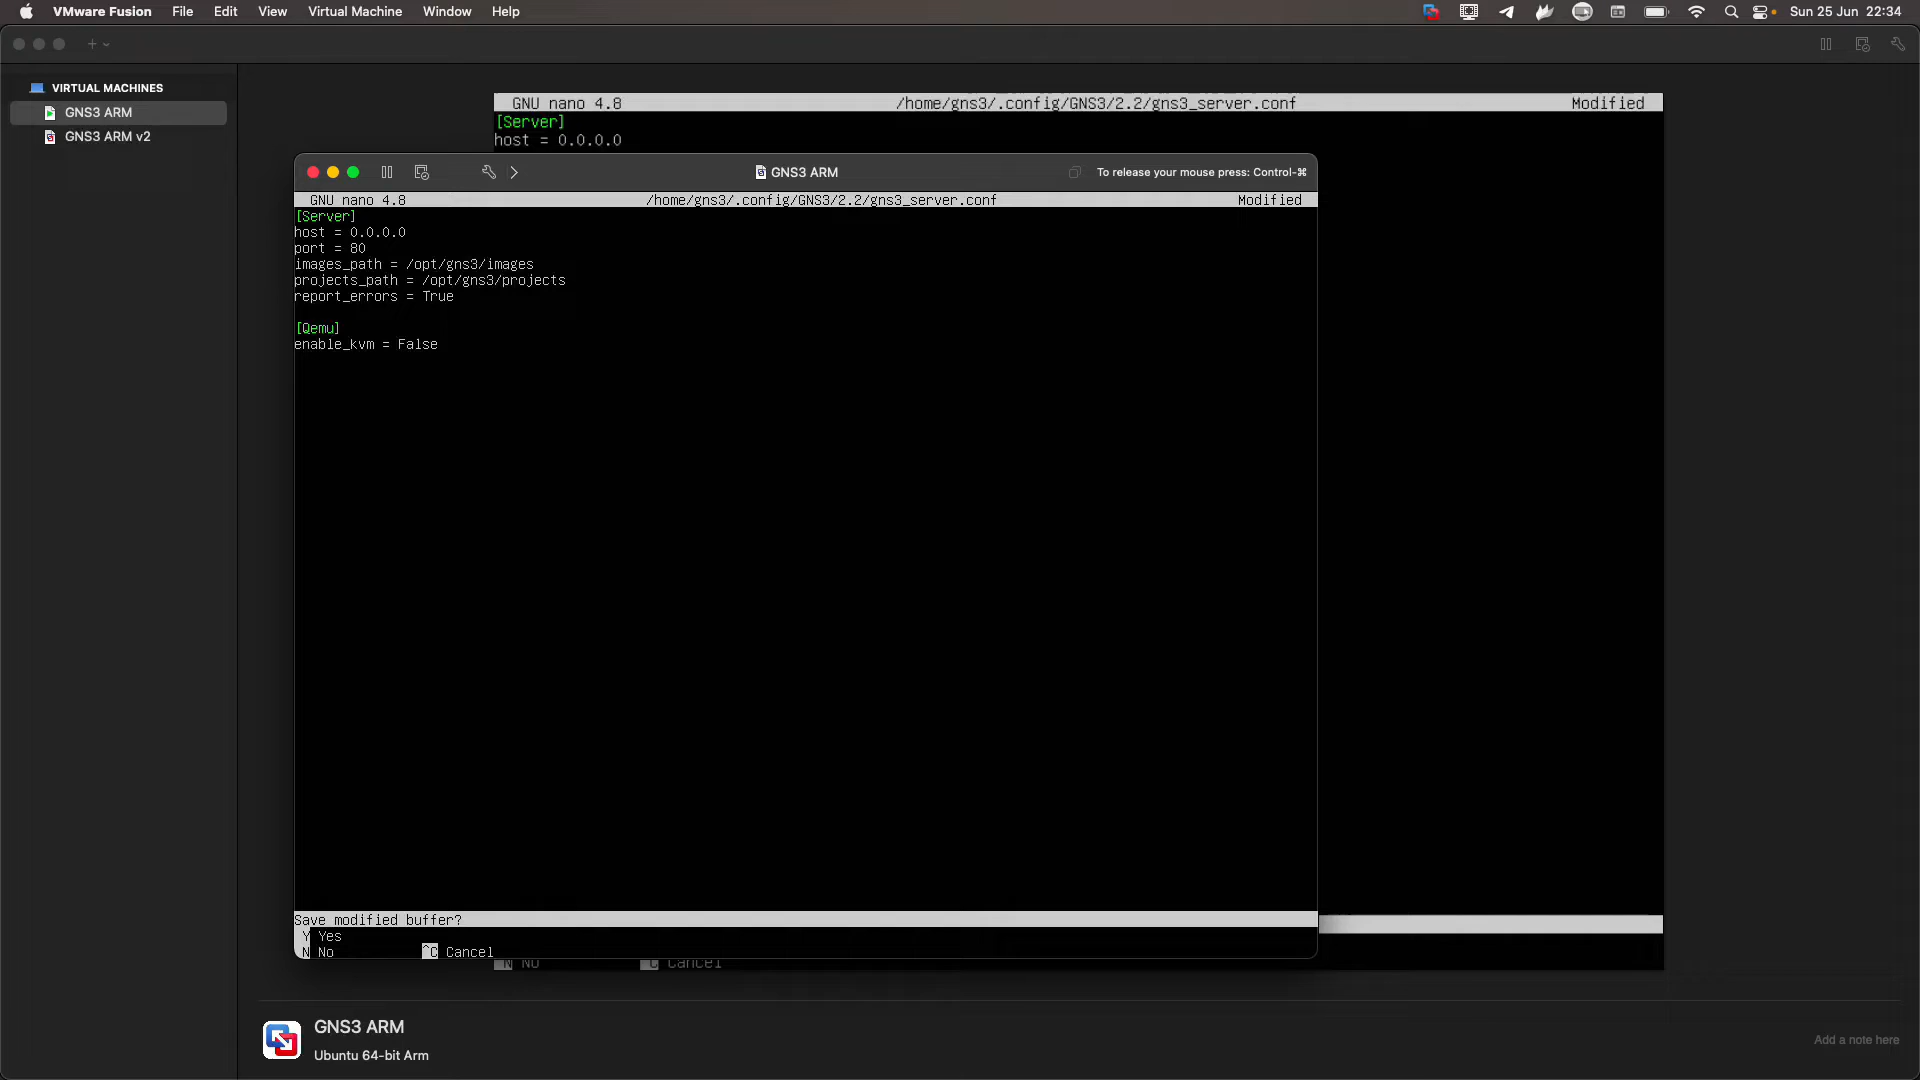 VMware Fusion File Edit View Virtual Machine Window Help Sun 25 Jun 22:34
VIRTUAL MACHINES
GNS3 ARM
GNS3 ARM v2
GNU nano 4.8 /home/gns3/.config/GNS3/2.2/gns3_server.conf Modified
[Server]
host = 0.0.0.0
GNS3 ARM To release your mouse press: Control-⌘
GNU nano 4.8 /home/gns3/.config/GNS3/2.2/gns3_server.conf Modified
[Server]
host = 0.0.0.0
port = 80
images_path = /opt/gns3/images
projects_path = /opt/gns3/projects
report_errors = True
[Qemu]
enable_kvm = False
Save modified buffer?
Y Yes
N No ^C Cancel
N No ^C Cancel
GNS3 ARM
Ubuntu 64-bit Arm
Add a note here